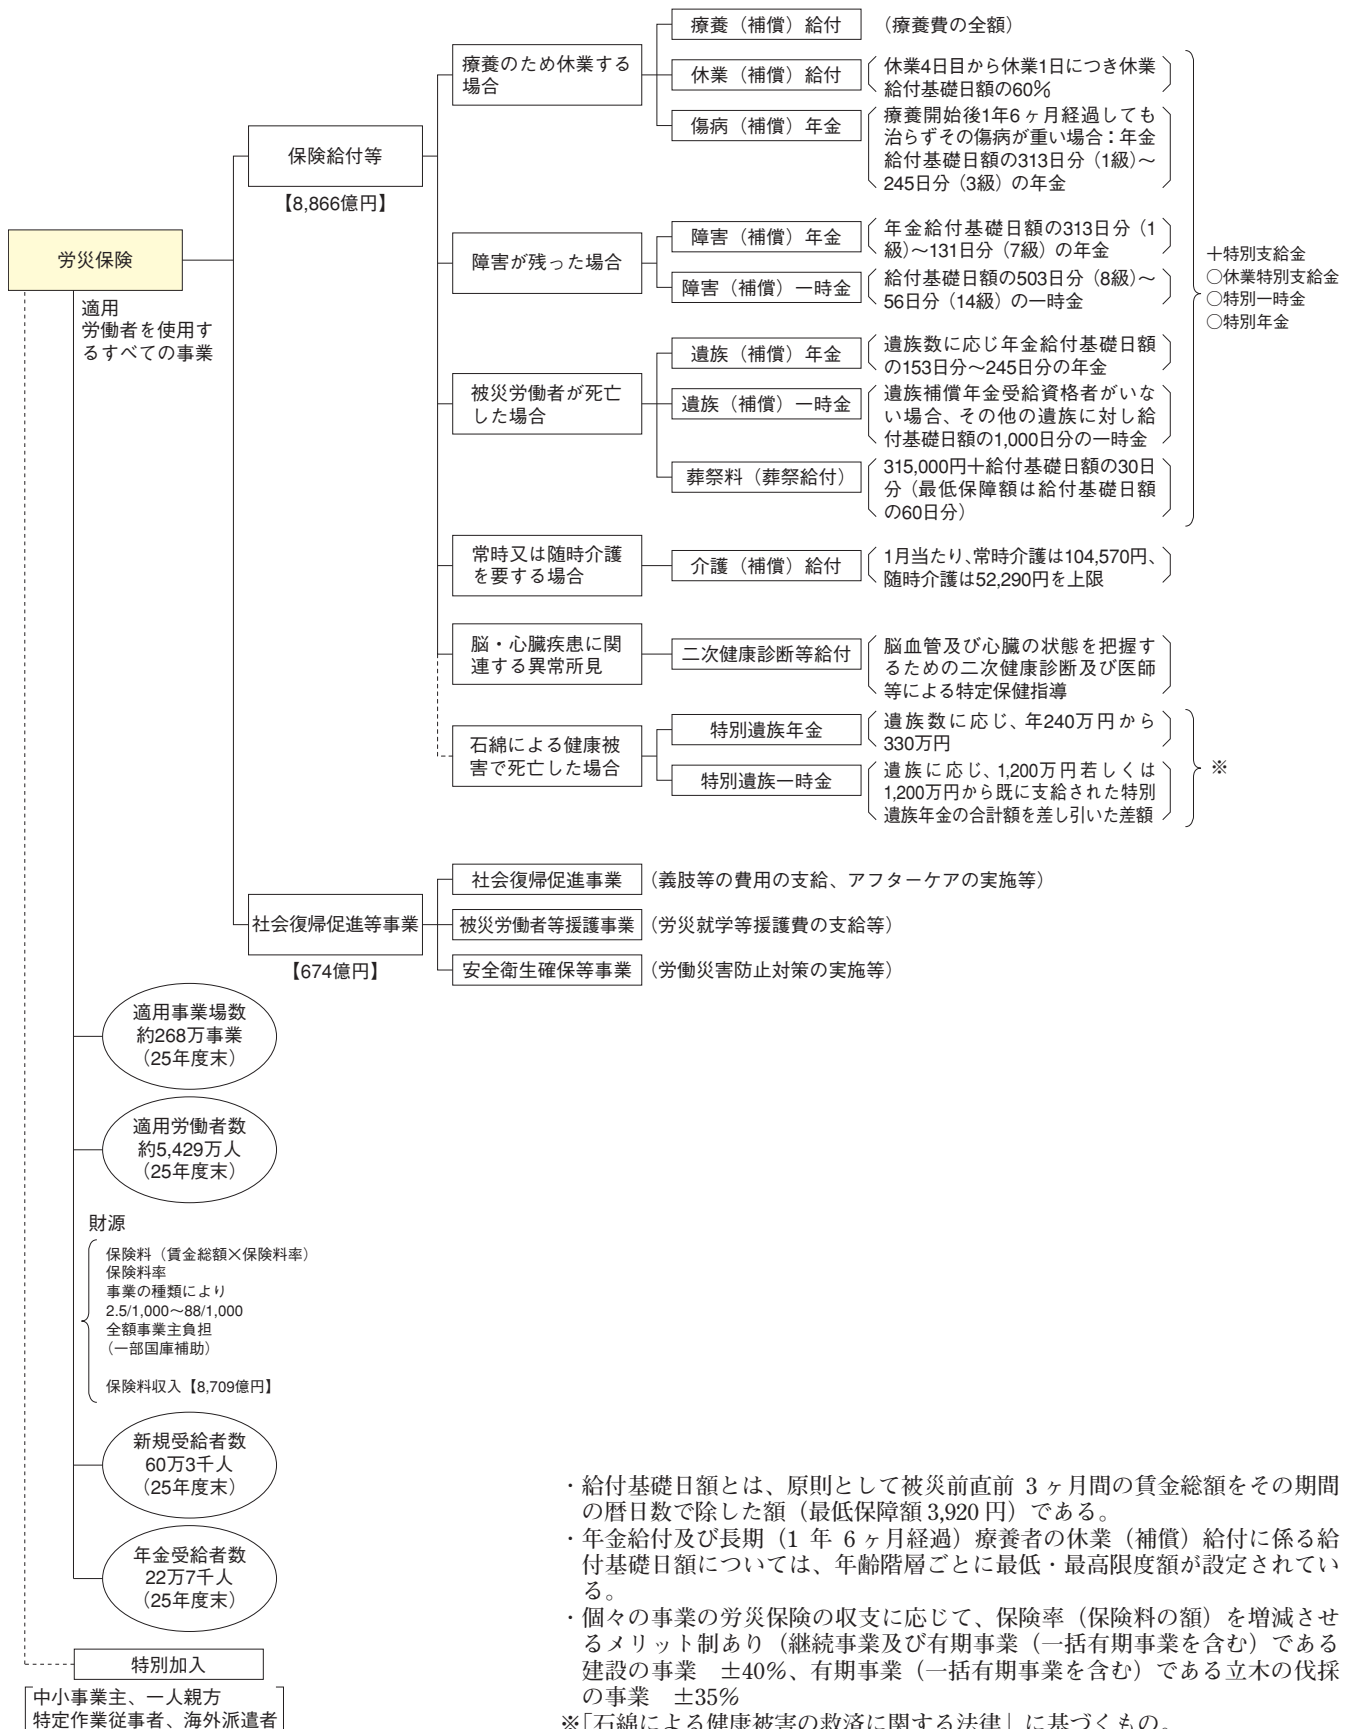 労災保険
適用
労働者を使用す
るすべての事業
保険給付等
【8,866億円】
療養のため休業する
場合
療養（補償）給付
（療養費の全額）
休業（補償）給付
休業4日目から休業1日につき休業
給付基礎日額の60％
傷病（補償）年金
療養開始後1年6ヶ月経過しても
治らずその傷病が重い場合：年金
給付基礎日額の313日分（1級）～
245日分（3級）の年金
障害が残った場合
障害（補償）年金
年金給付基礎日額の313日分（1
級）～131日分（7級）の年金
障害（補償）一時金
給付基礎日額の503日分（8級）～
56日分（14級）の一時金
被災労働者が死亡
した場合
遺族（補償）年金
遺族数に応じ年金給付基礎日額
の153日分～245日分の年金
遺族（補償）一時金
遺族補償年金受給資格者がいな
い場合、その他の遺族に対し給
付基礎日額の1,000日分の一時金
葬祭料（葬祭給付）
315,000円＋給付基礎日額の30日
分（最低保障額は給付基礎日額
の60日分）
＋特別支給金
○休業特別支給金
○特別一時金
○特別年金
常時又は随時介護
を要する場合
介護（補償）給付
1月当たり、常時介護は104,570円、
随時介護は52,290円を上限
脳・心臓疾患に関
連する異常所見
二次健康診断等給付
脳血管及び心臓の状態を把握す
るための二次健康診断及び医師
等による特定保健指導
石綿による健康被
害で死亡した場合
特別遺族年金
遺族数に応じ、年240万円から
330万円
特別遺族一時金
遺族に応じ、1,200万円若しくは
1,200万円から既に支給された特別
遺族年金の合計額を差し引いた差額
※
社会復帰促進等事業
【674億円】
社会復帰促進事業
（義肢等の費用の支給、アフターケアの実施等）
被災労働者等援護事業
（労災就学等援護費の支給等）
安全衛生確保等事業
（労働災害防止対策の実施等）
適用事業場数
約268万事業
（25年度末）
適用労働者数
約5,429万人
（25年度末）
財源
保険料（賃金総額×保険料率）
保険料率
事業の種類により
2.5/1,000～88/1,000
全額事業主負担
（一部国庫補助）
保険料収入【8,709億円】
新規受給者数
60万3千人
（25年度末）
年金受給者数
22万7千人
（25年度末）
特別加入
中小事業主、一人親方
特定作業従事者、海外派遣者
・給付基礎日額とは、原則として被災前直前 3 ヶ月間の賃金総額をその期間
の暦日数で除した額（最低保障額 3,920 円）である。
・年金給付及び長期（1 年 6 ヶ月経過）療養者の休業（補償）給付に係る給
付基礎日額については、年齢階層ごとに最低・最高限度額が設定されてい
る。
・個々の事業の労災保険の収支に応じて、保険率（保険料の額）を増減させ
るメリット制あり（継続事業及び有期事業（一括有期事業を含む）である
建設の事業　±40％、有期事業（一括有期事業を含む）である立木の伐採
の事業　±35％
※「石綿による健康被害の救済に関する法律」に基づくもの。